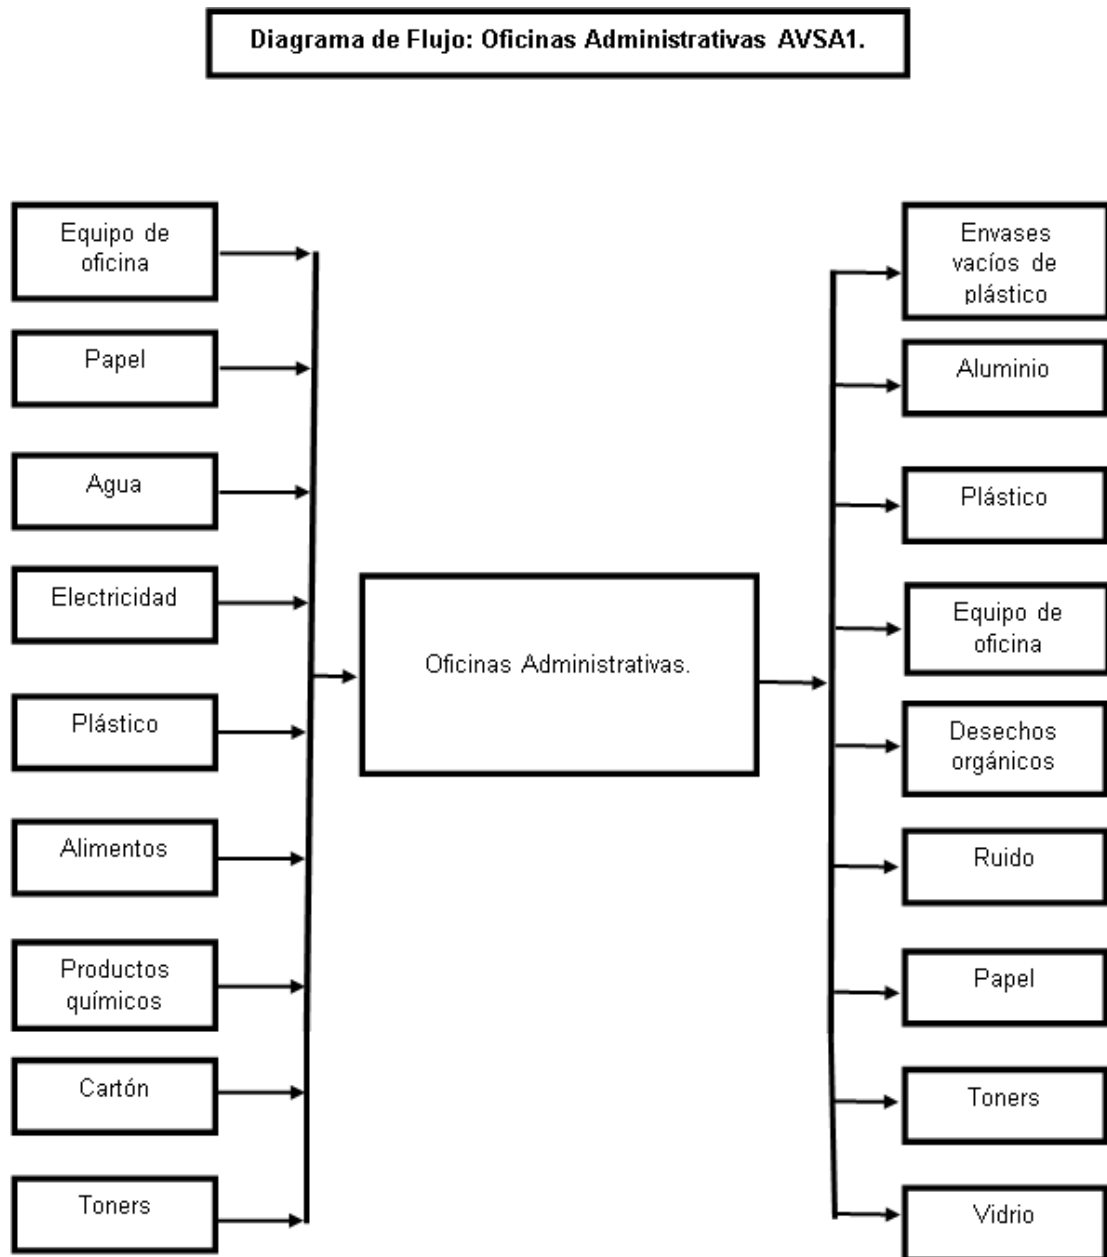 Diagrama de Flujo: Oficinas Administrativas AVSA1.
Equipo de
oficina
Papel
Agua
Electricidad
Plástico
Alimentos
Productos
químicos
Cartón
Toners
Oficinas Administrativas.
Envases
vacíos de
plástico
Aluminio
Plástico
Equipo de
oficina
Desechos
orgánicos
Ruido
Papel
Toners
Vidrio